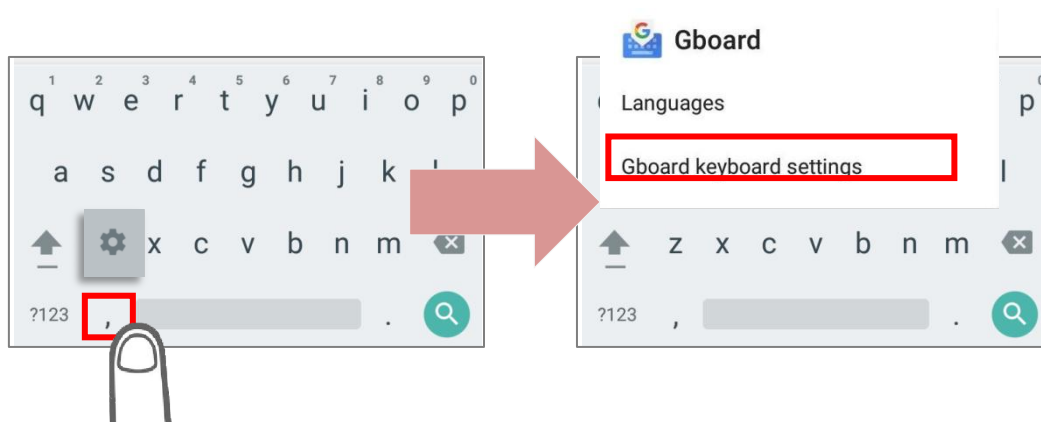 1 2 3 4 5 6 7 8 9 0
q w e r t y u i o p
a s d f g h j k
x c v b n m
?123 , .
Gboard
Languages
Gboard keyboard settings
p
l
z x c v b n m
?123 , .